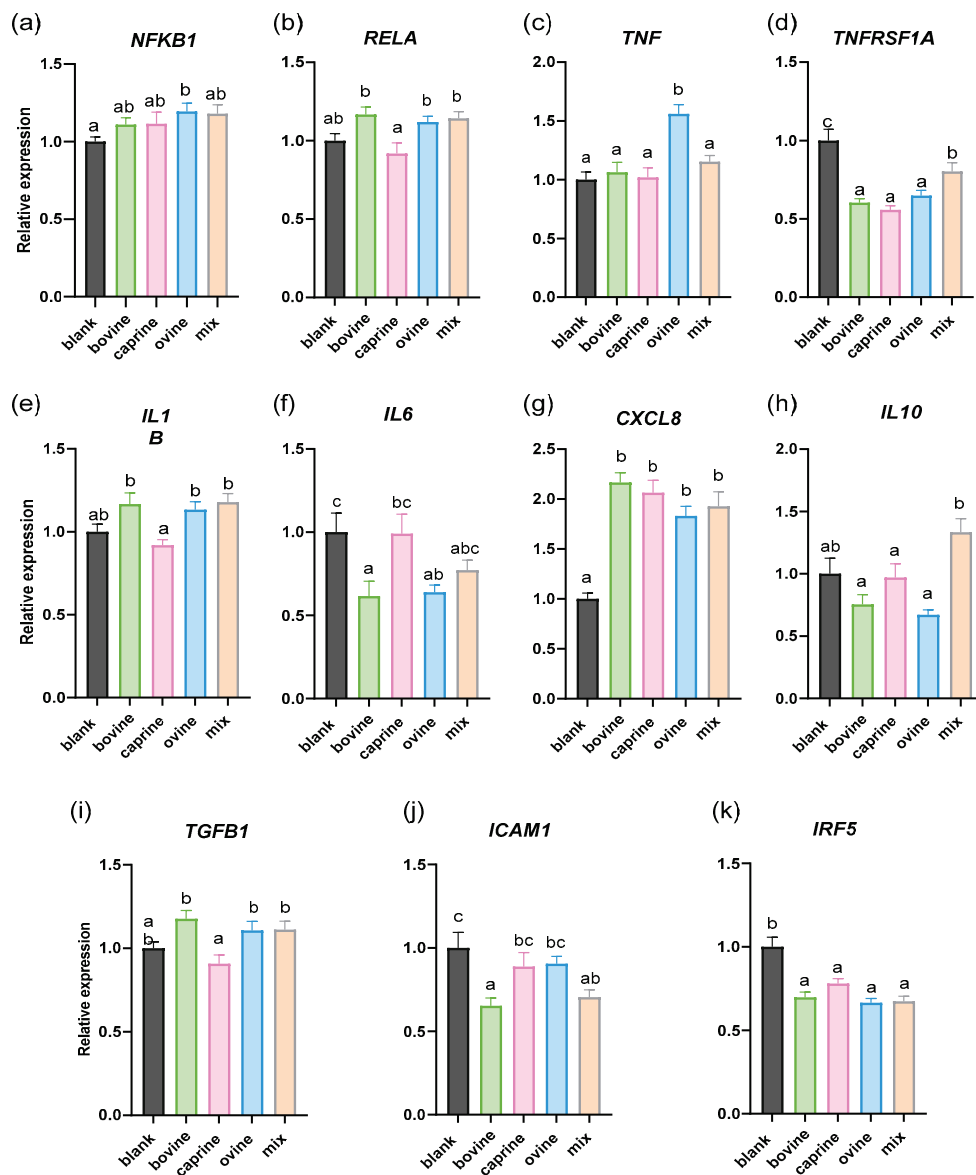 (a) NFKB1
(b) RELA
(c) TNF
(d) TNFRSF1A
Relative expression
1.5
1.0
0.5
0.0
a ab ab b ab
blank bovine caprine ovine mix
1.5
1.0
0.5
0.0
ab b a b b
blank bovine caprine ovine mix
2.0
1.5
1.0
0.5
0.0
a a a b a
blank bovine caprine ovine mix
1.5
1.0
0.5
0.0
c a a a b
blank bovine caprine ovine mix
(e) IL1
B
(f) IL6
(g) CXCL8
(h) IL10
Relative expression
1.5
1.0
0.5
0.0
ab b a b b
blank bovine caprine ovine mix
1.5
1.0
0.5
0.0
c a bc ab abc
blank bovine caprine ovine mix
2.5
2.0
1.5
1.0
0.5
0.0
a b b b b
blank bovine caprine ovine mix
2.0
1.5
1.0
0.5
0.0
ab a a a b
blank bovine caprine ovine mix
(i) TGFB1
(j) ICAM1
(k) IRF5
Relative expression
1.5
1.0
0.5
0.0
a
b b a b b
blank bovine caprine ovine mix
1.5
1.0
0.5
0.0
c a bc bc ab
blank bovine caprine ovine mix
1.5
1.0
0.5
0.0
b a a a a
blank bovine caprine ovine mix